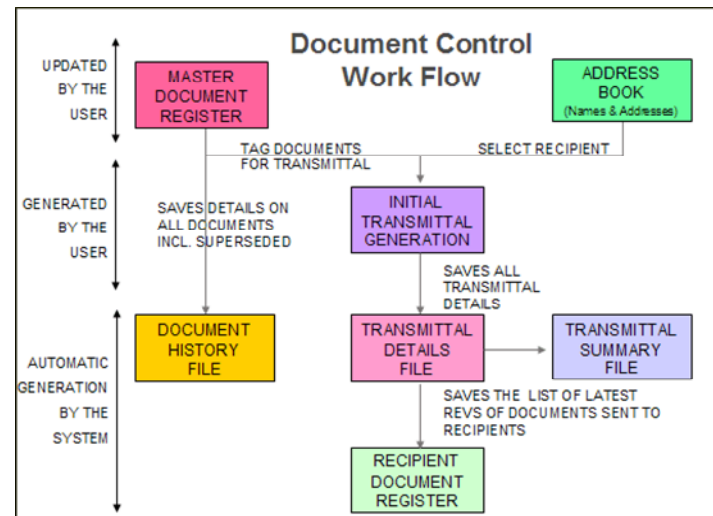 Document Control
Work Flow
UPDATED
BY THE
USER
MASTER
DOCUMENT
REGISTER
ADDRESS
BOOK
(Names & Addresses)
TAG DOCUMENTS
FOR TRANSMITTAL
SELECT RECIPIENT
GENERATED
BY THE
USER
SAVES DETAILS ON
ALL DOCUMENTS
INCL. SUPERSEDED
INITIAL
TRANSMITTAL
GENERATION
SAVES ALL
TRANSMITTAL
DETAILS
AUTOMATIC
GENERATION
BY THE
SYSTEM
DOCUMENT
HISTORY
FILE
TRANSMITTAL
DETAILS
FILE
TRANSMITTAL
SUMMARY
FILE
SAVES THE LIST OF LATEST
REVS OF DOCUMENTS SENT TO
RECIPIENTS
RECIPIENT
DOCUMENT
REGISTER